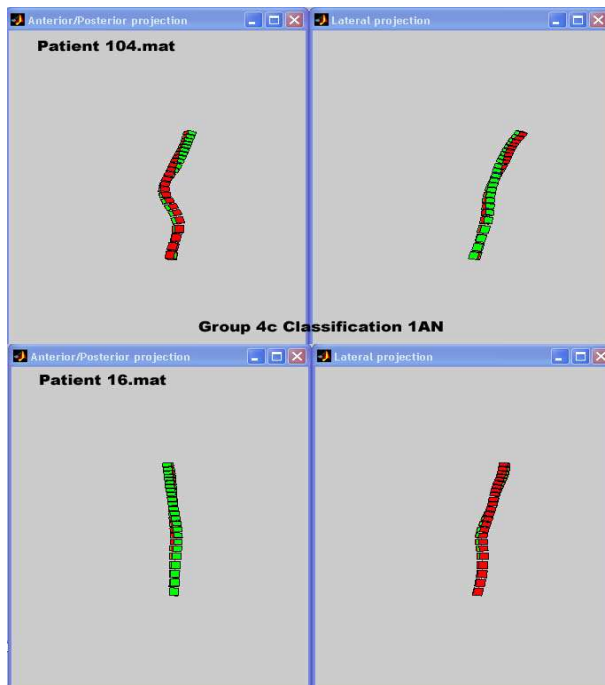 Anterior/Posterior projection
Lateral projection
Patient 104.mat
Group 4c Classification 1AN
Anterior/Posterior projection
Lateral projection
Patient 16.mat